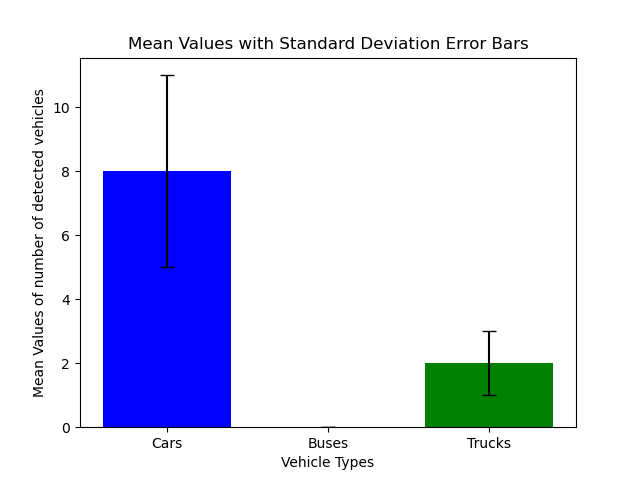 Mean Values with Standard Deviation Error Bars
Mean Values of number of detected vehicles
10
8
6
4
2
0
Cars Buses Trucks
Vehicle Types